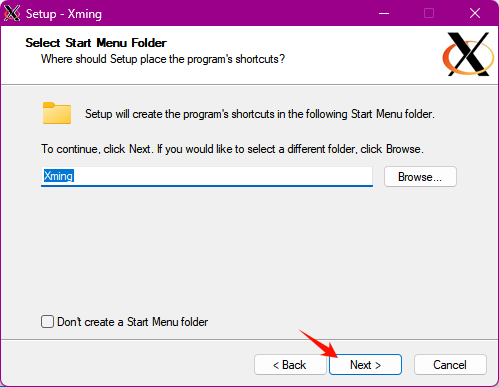 Setup - Xming
Select Start Menu Folder
Where should Setup place the program's shortcuts?
Setup will create the program's shortcuts in the following Start Menu folder.
To continue, click Next. If you would like to select a different folder, click Browse.
Xming
Browse...
Don't create a Start Menu folder
< Back
Next >
Cancel